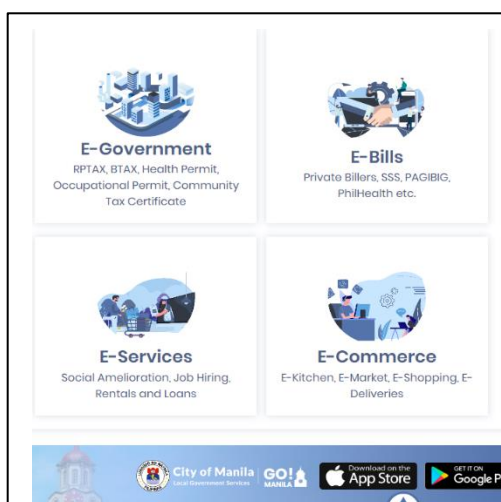 E-Government
RPTAX, BTAX, Health Permit,
Occupational Permit, Community
Tax Certificate
E-Bills
Private Billers, SSS, PAGIBIG,
PhilHealth etc.
E-Services
Social Amelioration, Job Hiring,
Rentals and Loans
E-Commerce
E-Kitchen, E-Market, E-Shopping, E-
Deliveries
City of Manila
Local Government Services
GO!
MANILA
Download on the
App Store
GET IT ON
Google P